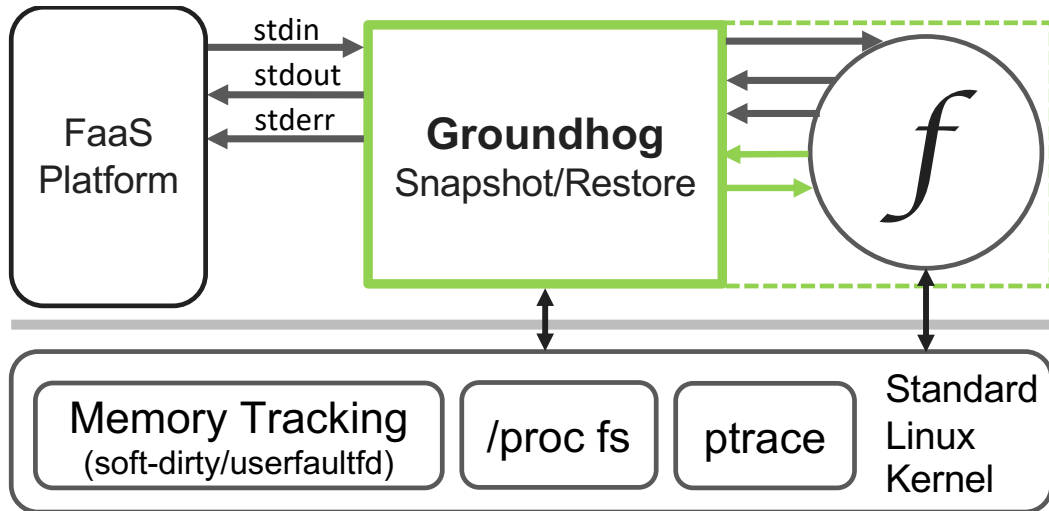 stdin
stdout
stderr
FaaS
Platform
Groundhog
Snapshot/Restore
f
Memory Tracking
(soft-dirty/userfaultfd)
/proc fs
ptrace
Standard
Linux
Kernel